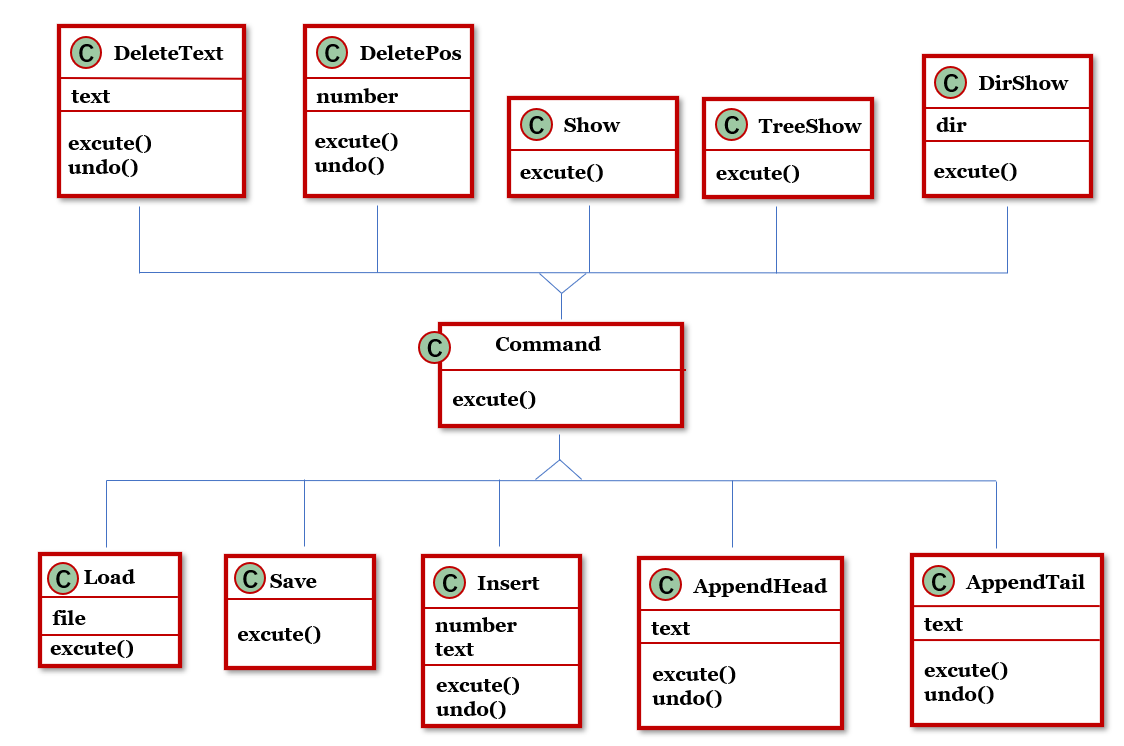 C DeleteText
text
excute()
undo()
C DeletePos
number
excute()
undo()
C Show
excute()
C TreeShow
excute()
C DirShow
dir
excute()
C Command
excute()
C Load
file
excute()
C Save
excute()
C Insert
number
text
excute()
undo()
C AppendHead
text
excute()
undo()
C AppendTail
text
excute()
undo()